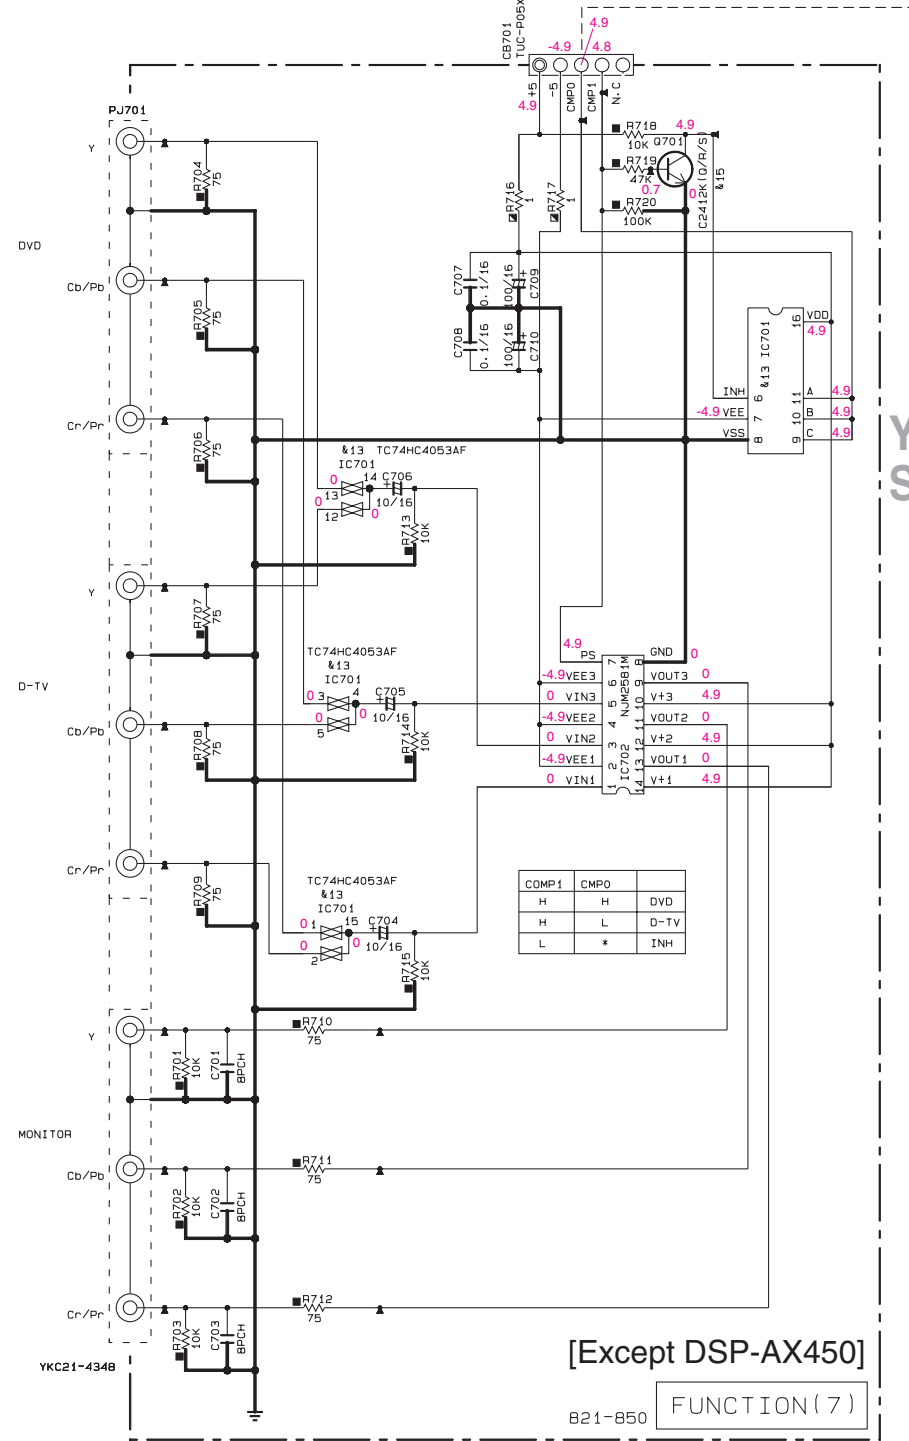 CB701
TUC-P05X
4.9
-4.9
4.8
+5
-5
CMP0
CMP1
N.C
4.9
PJ701
Y
R704
75
DVD
Cb/Pb
R705
75
Cr/Pr
R706
75
R716
1
R717
1
R718
10K
Q701
4.9
R719
47K
0.7
0
R720
100K
C2412K(Q/R/S)
&15
C707
0.1/16
100/16
C709
C708
0.1/16
100/16
C710
&13 IC701
16
VDD
4.9
INH
6
11
A
4.9
-4.9
VEE
7
10
B
4.9
VSS
8
9
C
4.9
Y
S
&13 TC74HC4053AF
IC701
0
13
14
C706
10/16
0
12
0
R713
10K
Y
R707
75
D-TV
Cb/Pb
R708
75
Cr/Pr
R709
75
TC74HC4053AF
&13
IC701
0
3
4
C705
10/16
0
5
0
R714
10K
4.9
PS
7
8
GND
0
-4.9
VEE3
6
9
VOUT3
0
0
VIN3
5
10
V+3
4.9
-4.9
VEE2
4
11
VOUT2
0
0
VIN2
3
12
V+2
4.9
-4.9
VEE1
2
13
VOUT1
0
0
VIN1
1
14
V+1
4.9
NJM2581M
IC702
TC74HC4053AF
&13
IC701
0
1
15
C704
10/16
0
2
0
R715
10K
COMP1 CMP0
H H DVD
H L D-TV
L * INH
Y
R701
10K
C701
8PCH
R710
75
MONITOR
Cb/Pb
R702
10K
C702
8PCH
R711
75
Cr/Pr
R703
10K
C703
8PCH
R712
75
YKC21-4348
[Except DSP-AX450]
821-850
FUNCTION(7)